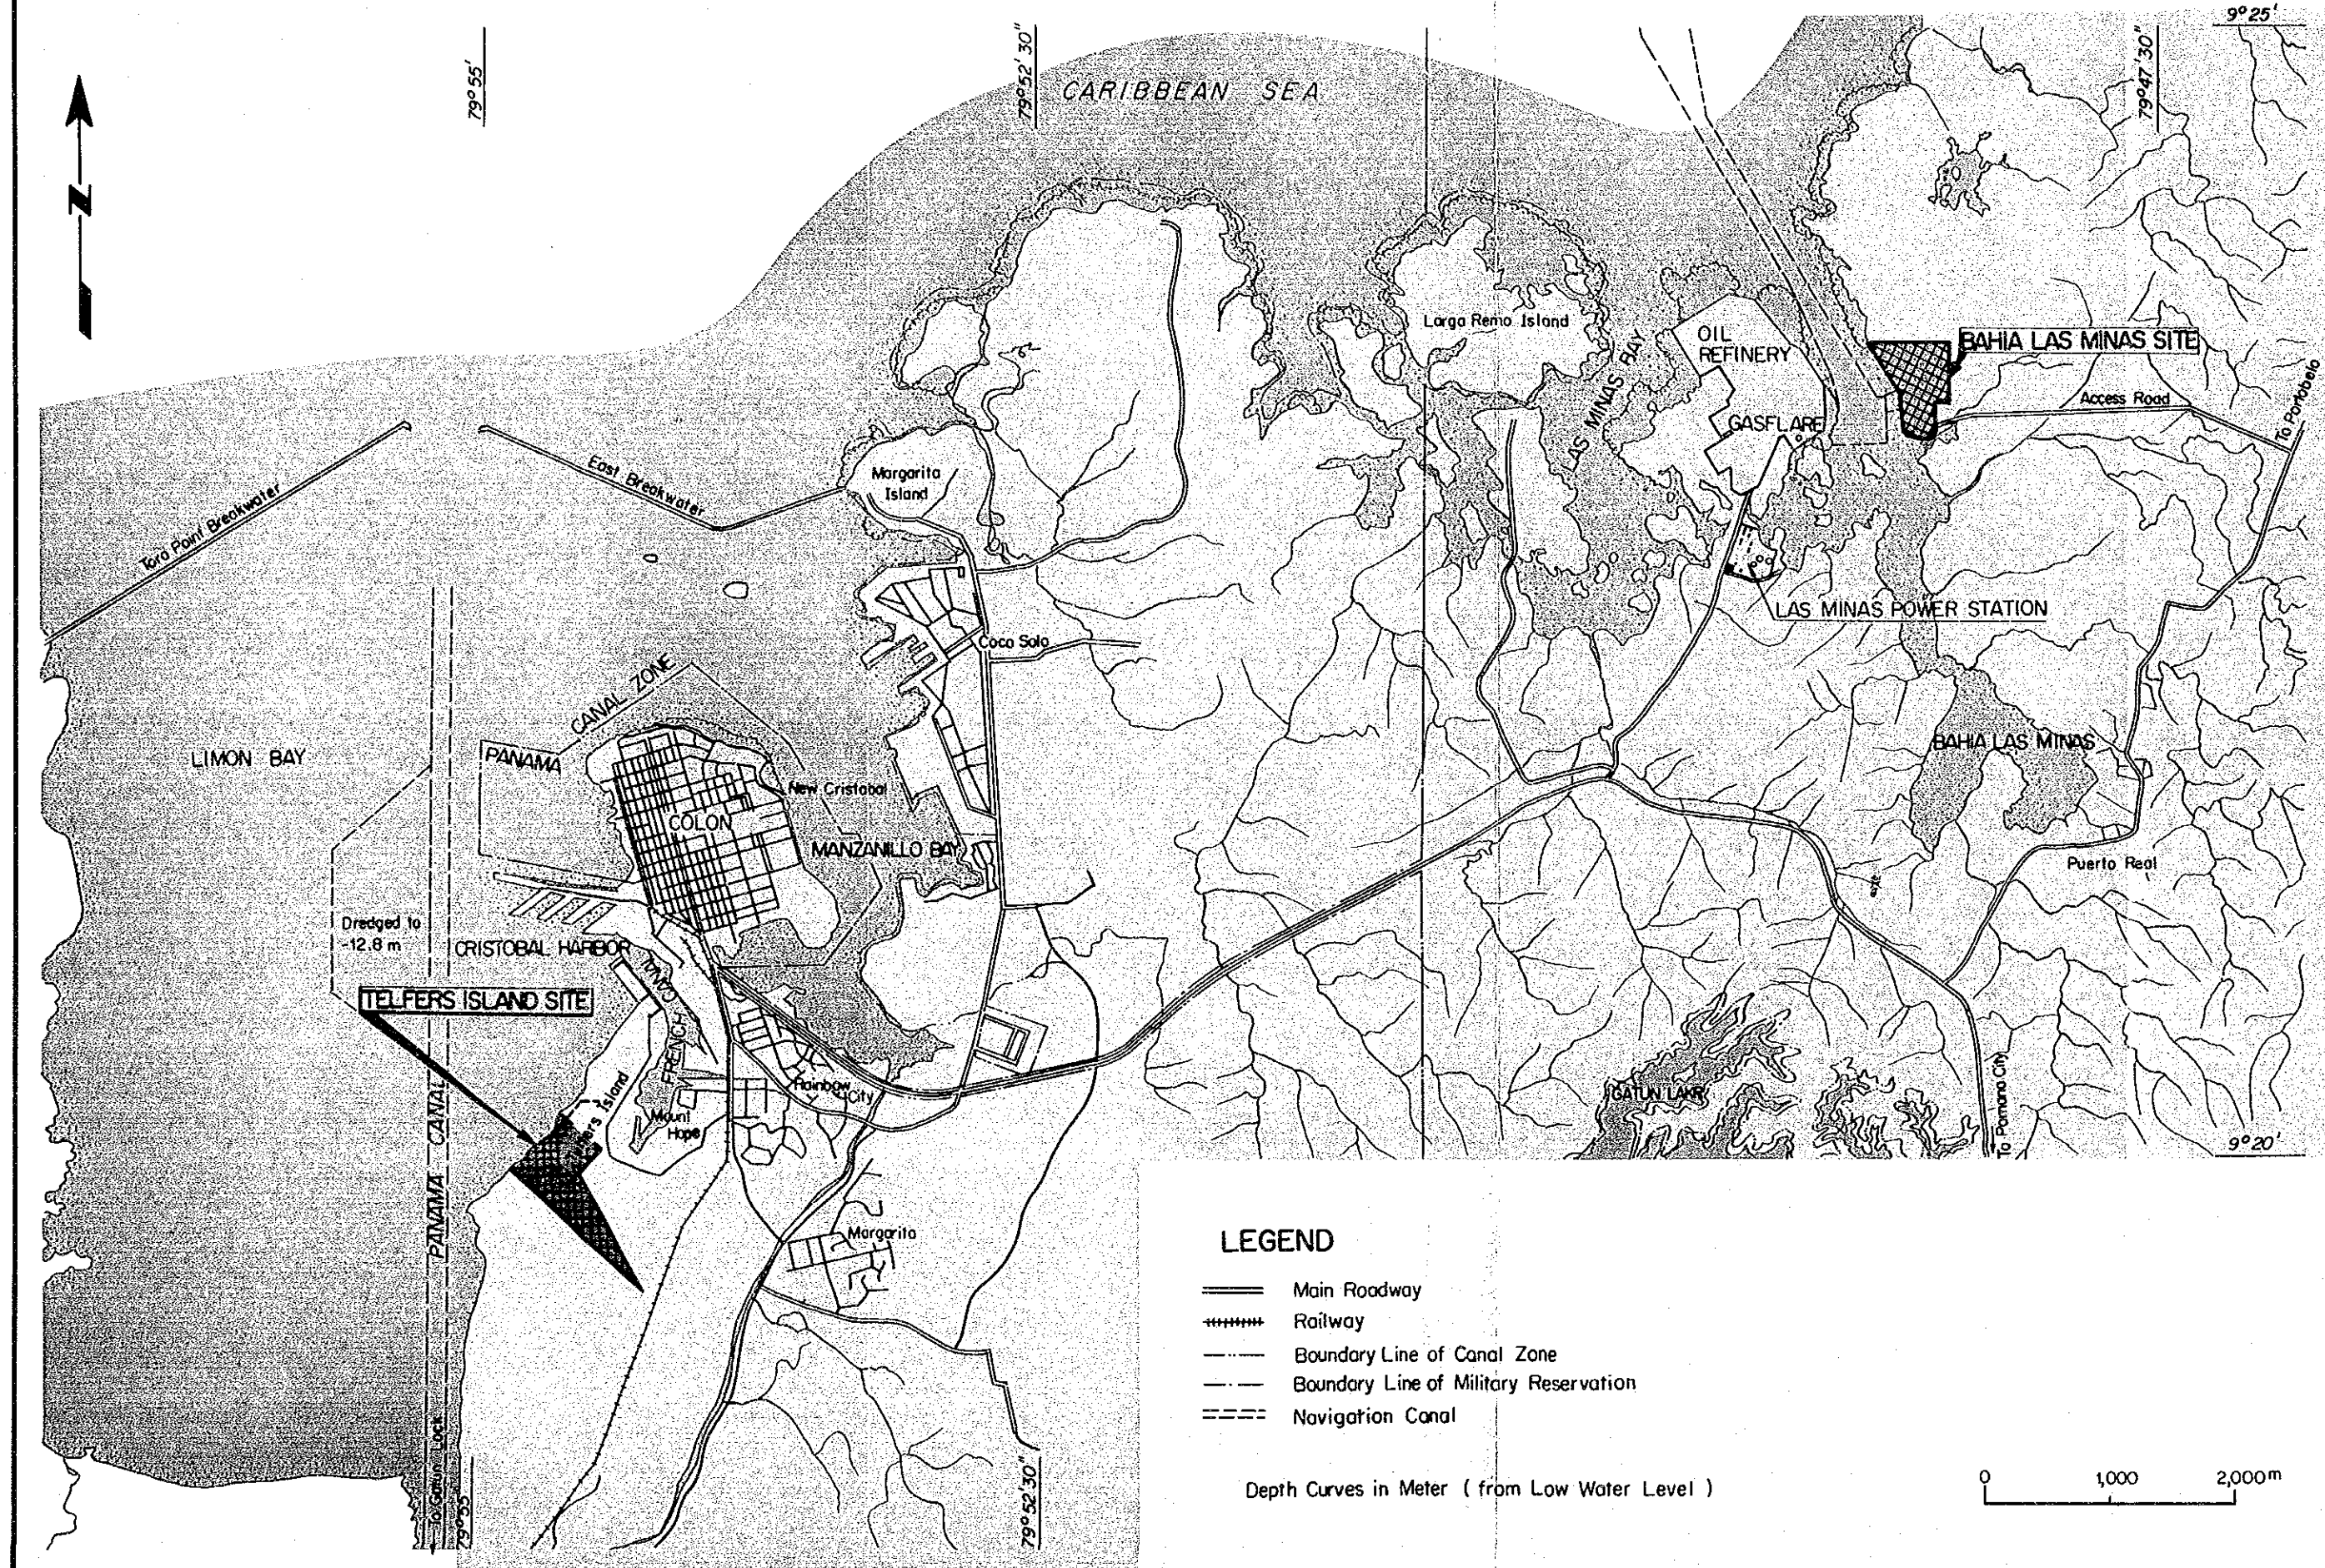 9°25'
79°55'
79°52'30"
79°47'30"
CARIBBEAN SEA
N
Larga Remo Island
OIL
REFINERY
BAHIA LAS MINAS SITE
LAS MINAS BAY
Access Road
To Portobelo
GASFLARE
Margarita
Island
East Breakwater
Toro Point Breakwater
LAS MINAS POWER STATION
Coco Solo
CANAL ZONE
PANAMA
LIMON BAY
BAHIA LAS MINAS
New Cristobal
COLON
MANZANILLO BAY
Puerto Real
Dredged to
-12.8 m
CRISTOBAL HARBOR
FRENCH CANAL
TELFERS ISLAND SITE
Rainbow
City
Telfers Island
Mount
Hope
GATUN LAKE
To Panama City
9°20'
PANAMA CANAL
Margarita
To Gatun Lock
79°55'
79°52'30"
LEGEND
Main Roadway
Railway
Boundary Line of Canal Zone
Boundary Line of Military Reservation
Navigation Canal
Depth Curves in Meter ( from Low Water Level )
0 1,000 2,000m